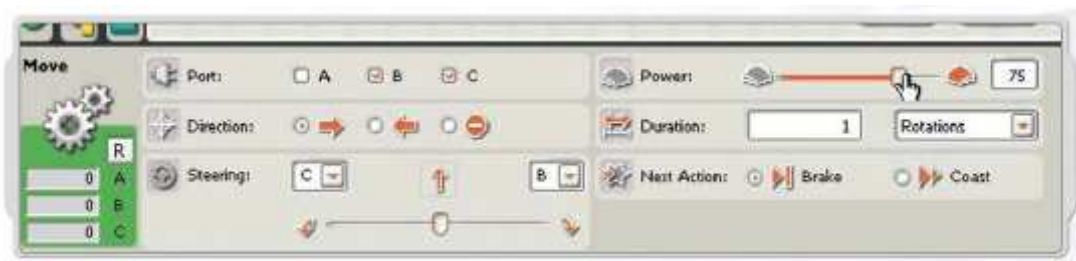 Move
Port: A B C
Power: 75
Direction:
Duration: 1 Rotations
R
Steering: C B
Next Action: Brake Coast
0 A
0 B
0 C